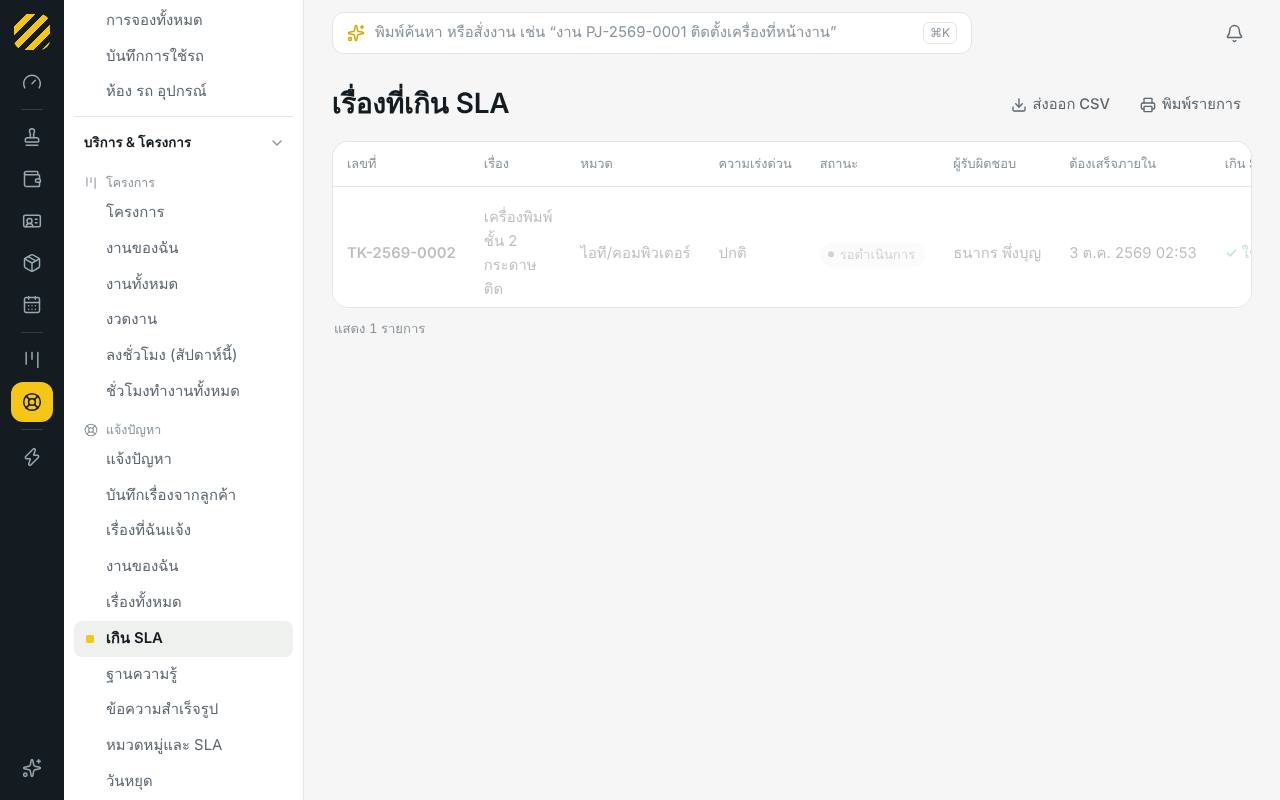 การจองทั้งหมด
บันทึกการใช้รถ
ห้อง รถ อุปกรณ์
บริการ & โครงการ
โครงการ
โครงการ
งานของฉัน
งานทั้งหมด
งวดงาน
ลงชั่วโมง (สัปดาห์นี้)
ชั่วโมงทำงานทั้งหมด
แจ้งปัญหา
แจ้งปัญหา
บันทึกเรื่องจากลูกค้า
เรื่องที่ฉันแจ้ง
งานของฉัน
เรื่องทั้งหมด
เกิน SLA
ฐานความรู้
ข้อความสำเร็จรูป
หมวดหมู่และ SLA
วันหยุด
พิมพ์ค้นหา หรือสั่งงาน เช่น “งาน PJ-2569-0001 ติดตั้งเครื่องที่หน้างาน” ⌘K
เรื่องที่เกิน SLA
ส่งออก CSV พิมพ์รายการ
เลขที่ เรื่อง หมวด ความเร่งด่วน สถานะ ผู้รับผิดชอบ ต้องเสร็จภายใน เกิน
TK-2569-0002
เครื่องพิมพ์
ชั้น 2
กระดาษ
ติด
ไอที/คอมพิวเตอร์ ปกติ รอดำเนินการ ธนากร พึ่งบุญ 3 ต.ค. 2569 02:53
แสดง 1 รายการ